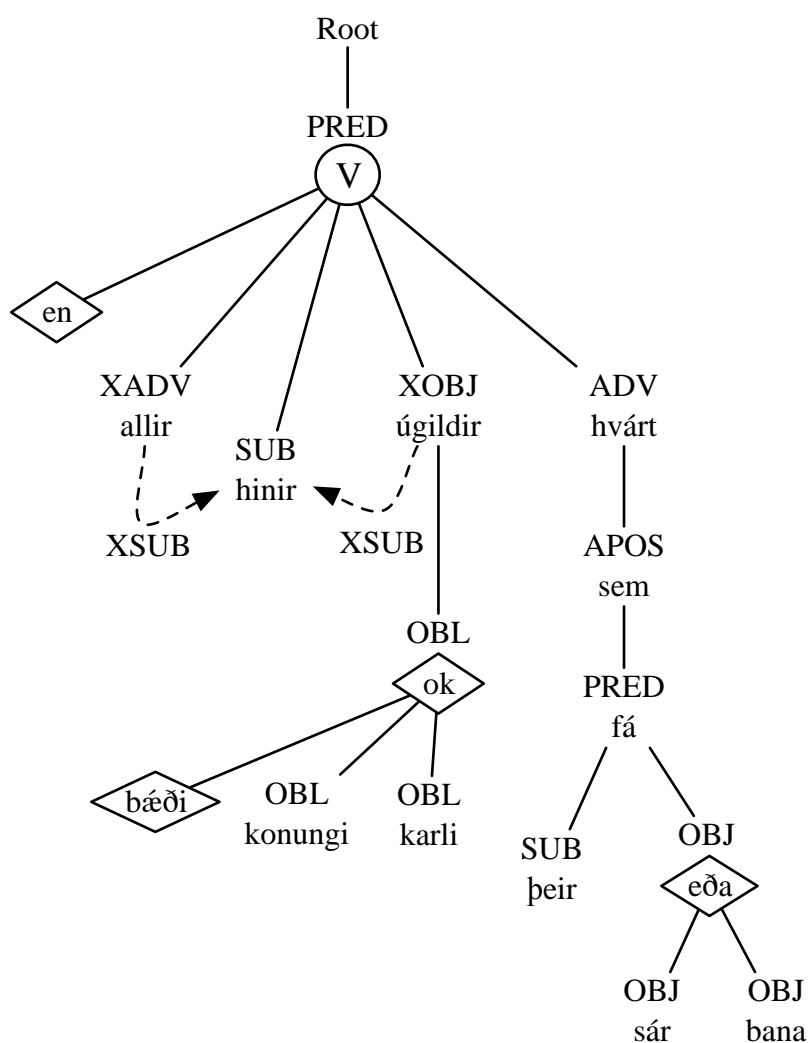 Root
PRED
V
en
XADV XOBJ ADV
allir úgildir hvárt
SUB
hinir
XSUB XSUB APOS
sem
OBL
ok PRED
fá
bǽði OBL OBL
konungi karli
SUB OBJ
þeir eða
OBJ OBJ
sár bana